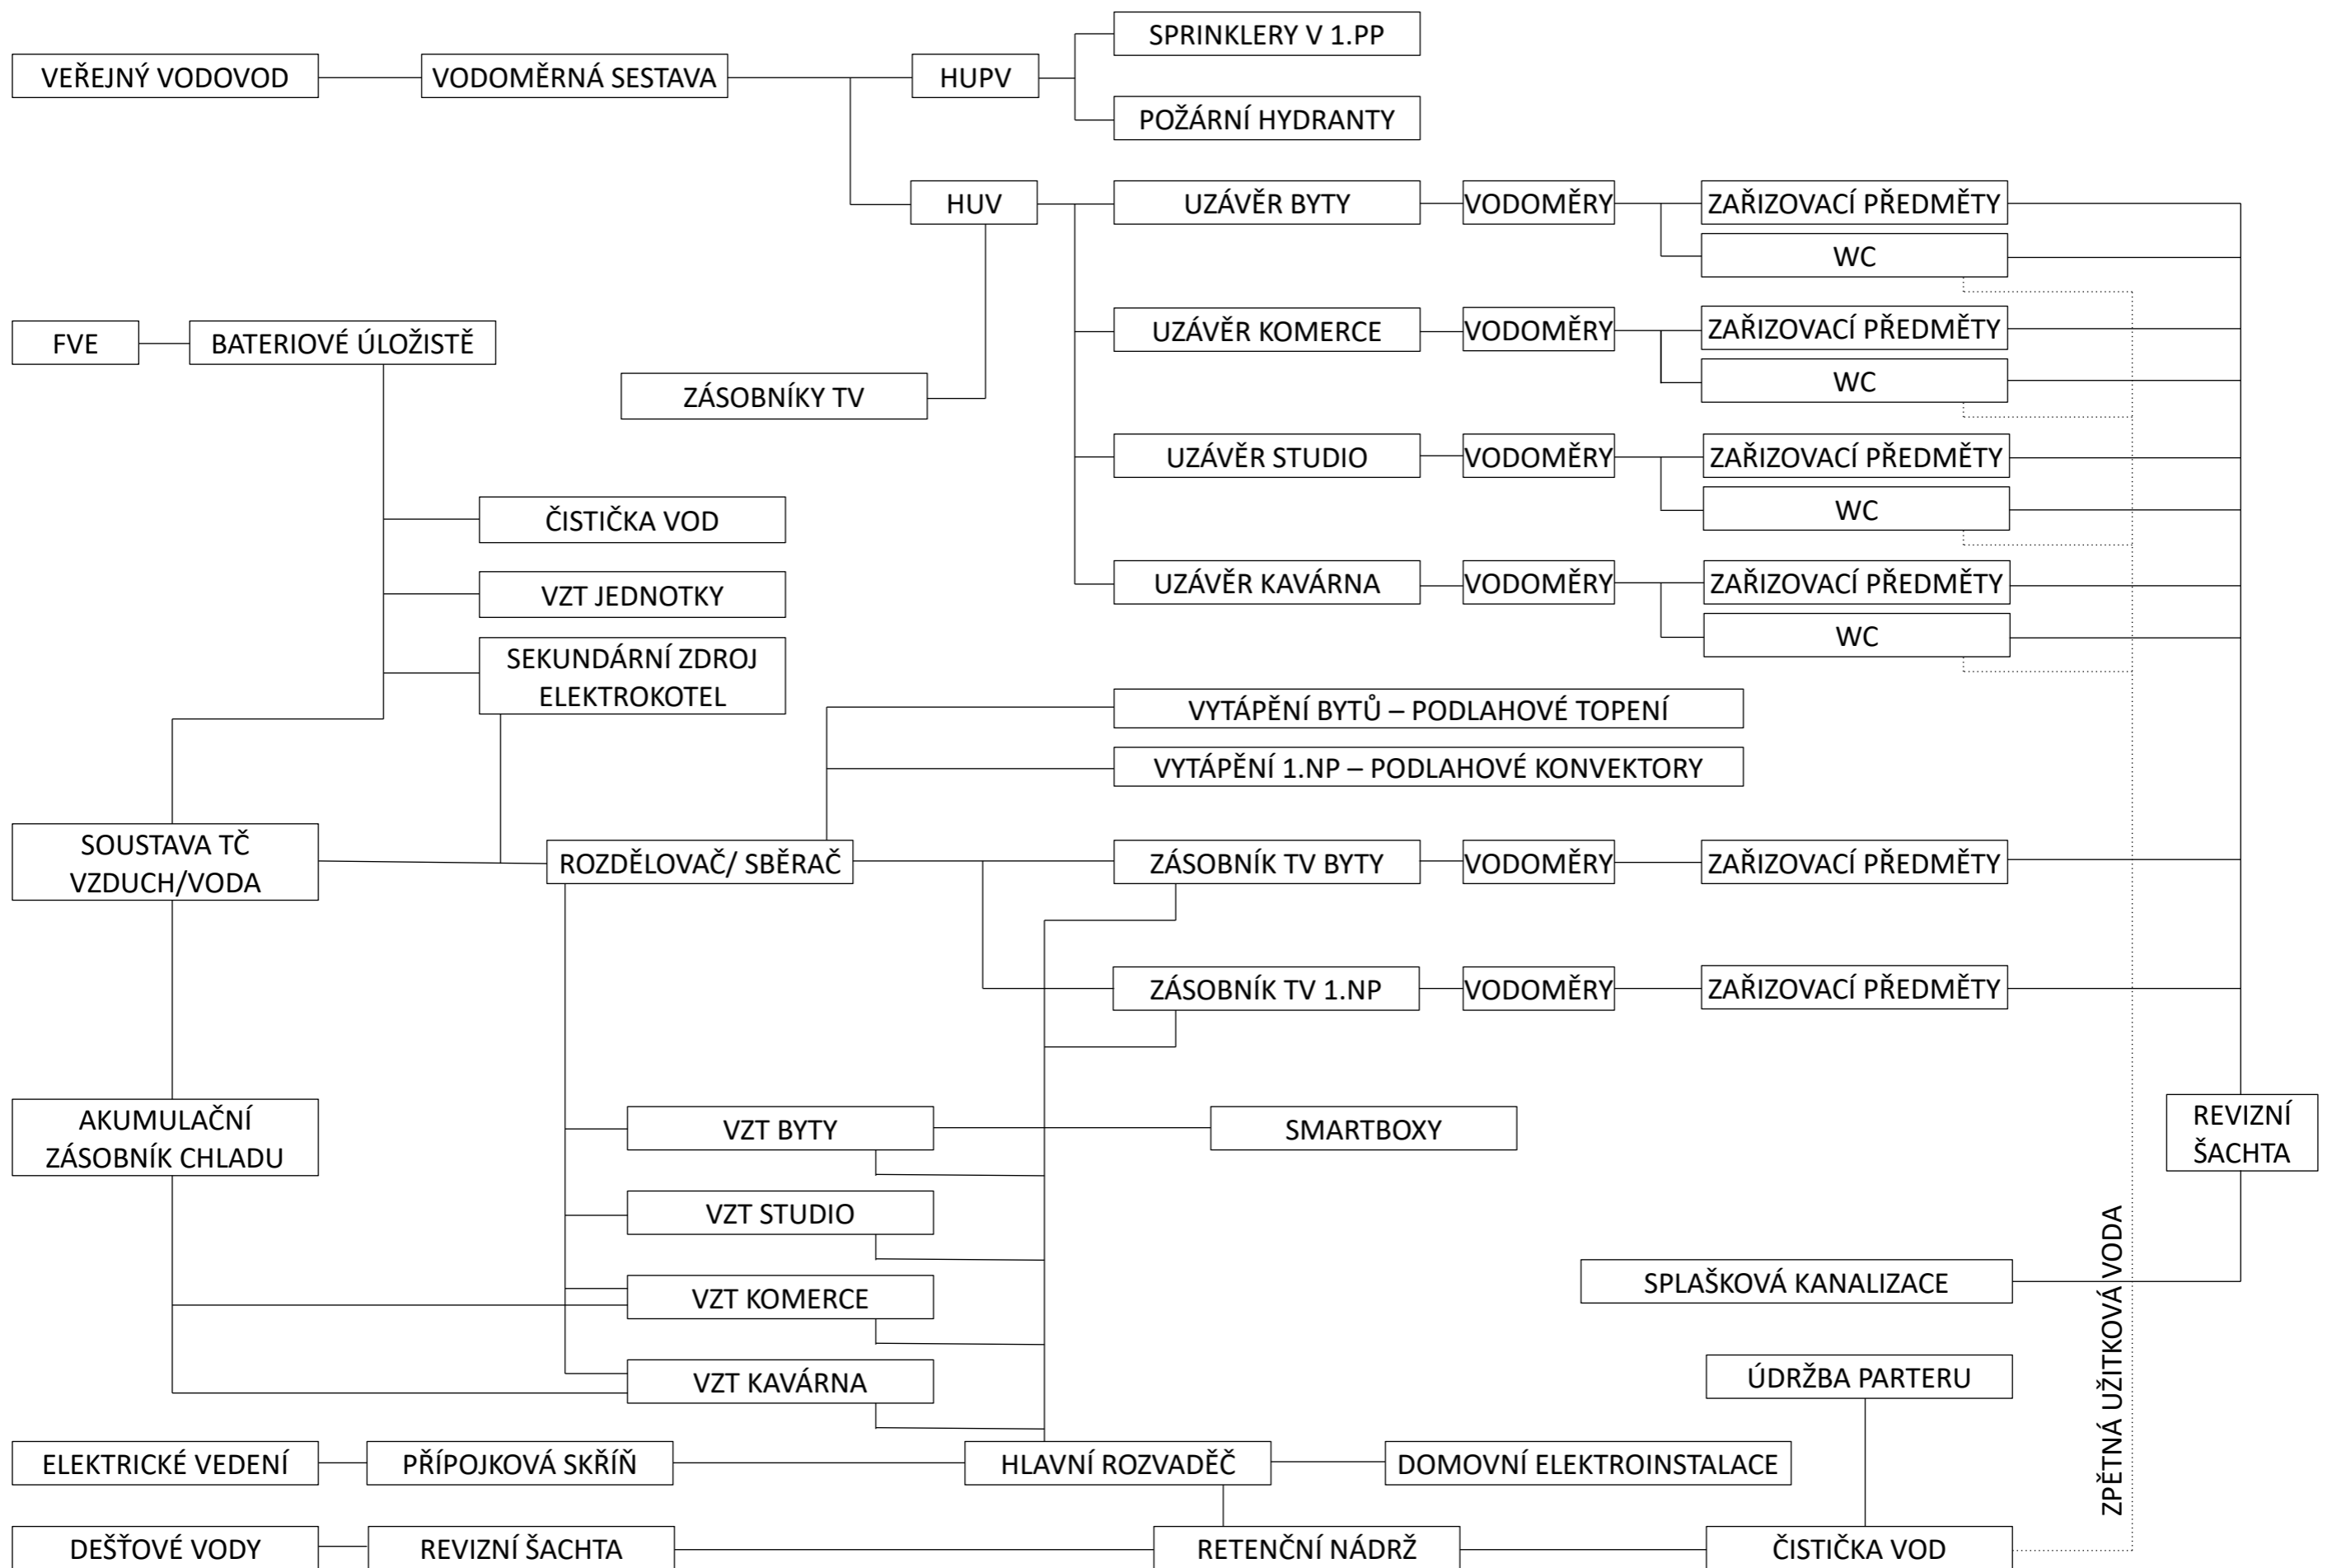 SPRINKLERY V 1.PP
VEŘEJNÝ VODOVOD
VODOMĚRNÁ SESTAVA
HUPV
POŽÁRNÍ HYDRANTY
HUV
UZÁVĚR BYTY
VODOMĚRY
ZAŘIZOVACÍ PŘEDMĚTY
WC
FVE
BATERIOVÉ ÚLOŽISTĚ
UZÁVĚR KOMERCE
VODOMĚRY
ZAŘIZOVACÍ PŘEDMĚTY
ZÁSOBNÍKY TV
WC
UZÁVĚR STUDIO
VODOMĚRY
ZAŘIZOVACÍ PŘEDMĚTY
ČISTIČKA VOD
WC
VZT JEDNOTKY
UZÁVĚR KAVÁRNA
VODOMĚRY
ZAŘIZOVACÍ PŘEDMĚTY
WC
SEKUNDÁRNÍ ZDROJ
ELEKTROKOTEL
VYTÁPĚNÍ BYTŮ – PODLAHOVÉ TOPENÍ
VYTÁPĚNÍ 1.NP – PODLAHOVÉ KONVEKTORY
SOUSTAVA TČ
VZDUCH/VODA
ROZDĚLOVAČ/ SBĚRAČ
ZÁSOBNÍK TV BYTY
VODOMĚRY
ZAŘIZOVACÍ PŘEDMĚTY
ZÁSOBNÍK TV 1.NP
VODOMĚRY
ZAŘIZOVACÍ PŘEDMĚTY
AKUMULAČNÍ
ZÁSOBNÍK CHLADU
VZT BYTY
SMARTBOXY
REVIZNÍ
ŠACHTA
VZT STUDIO
VZT KOMERCE
SPLAŠKOVÁ KANALIZACE
ZPĚTNÁ UŽITKOVÁ VODA
VZT KAVÁRNA
ÚDRŽBA PARTERU
ELEKTRICKÉ VEDENÍ
PŘÍPOJKOVÁ SKŘÍŇ
HLAVNÍ ROZVADĚČ
DOMOVNÍ ELEKTROINSTALACE
DEŠŤOVÉ VODY
REVIZNÍ ŠACHTA
RETENČNÍ NÁDRŽ
ČISTIČKA VOD